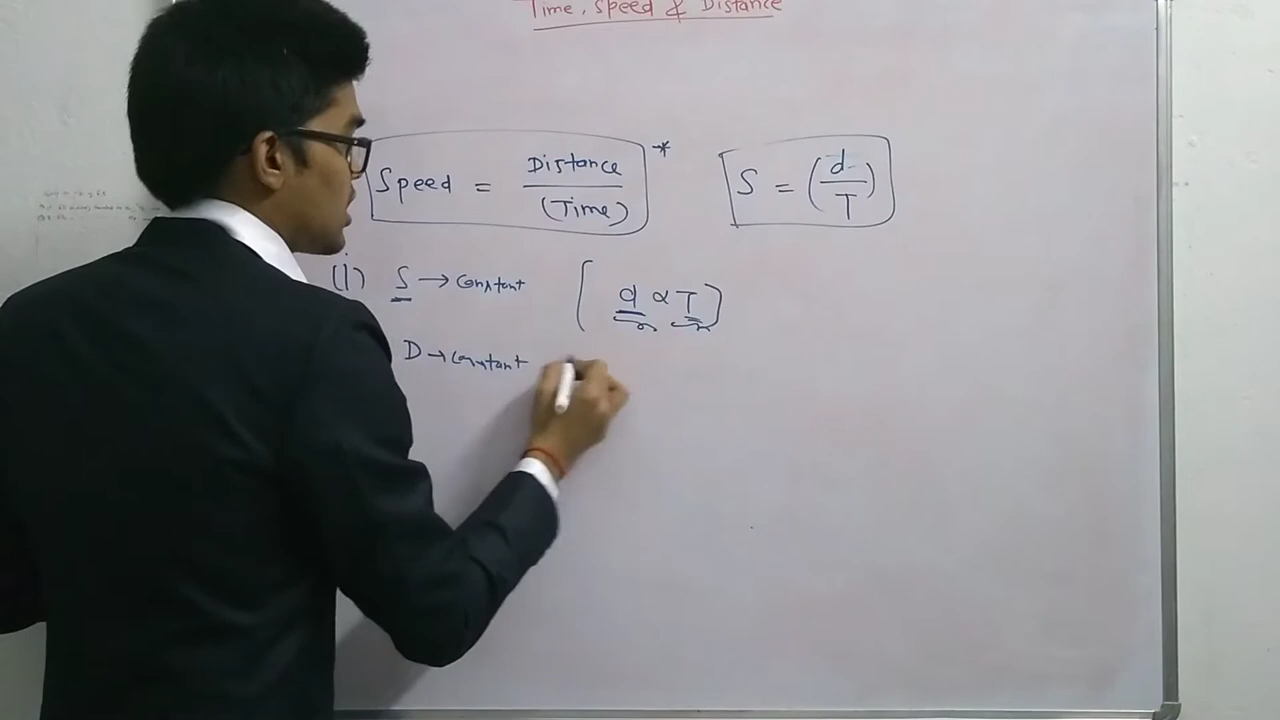 Time, Speed & Distance
Speed = Distance / (Time) * S = (d / T)
(1) S → Constant [d ∝ T]
D → Constant